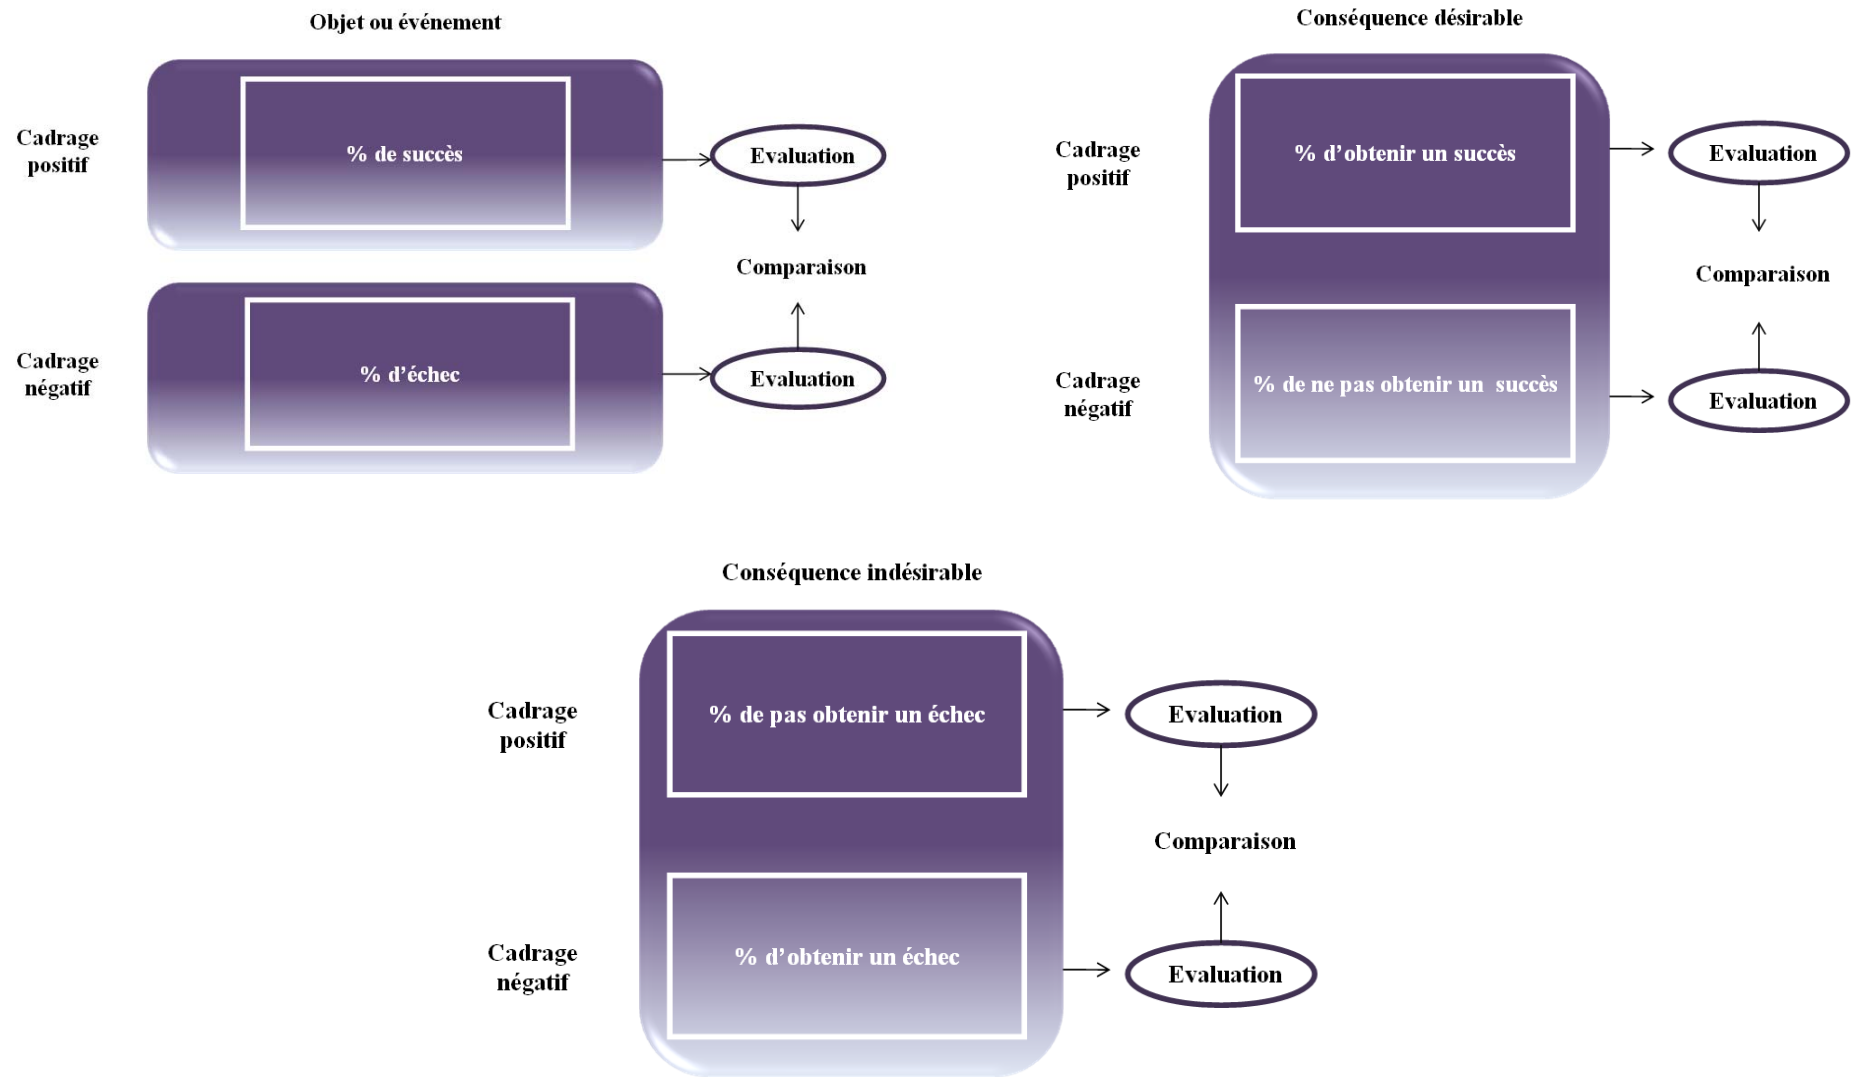 Objet ou événement
Cadrage
positif
% de succès
Evaluation
Comparaison
Cadrage
négatif
% d’échec
Evaluation
Conséquence désirable
Cadrage
positif
% d’obtenir un succès
Evaluation
Comparaison
Cadrage
négatif
% de ne pas obtenir un succès
Evaluation
Conséquence indésirable
Cadrage
positif
% de pas obtenir un échec
Evaluation
Comparaison
Cadrage
négatif
% d’obtenir un échec
Evaluation